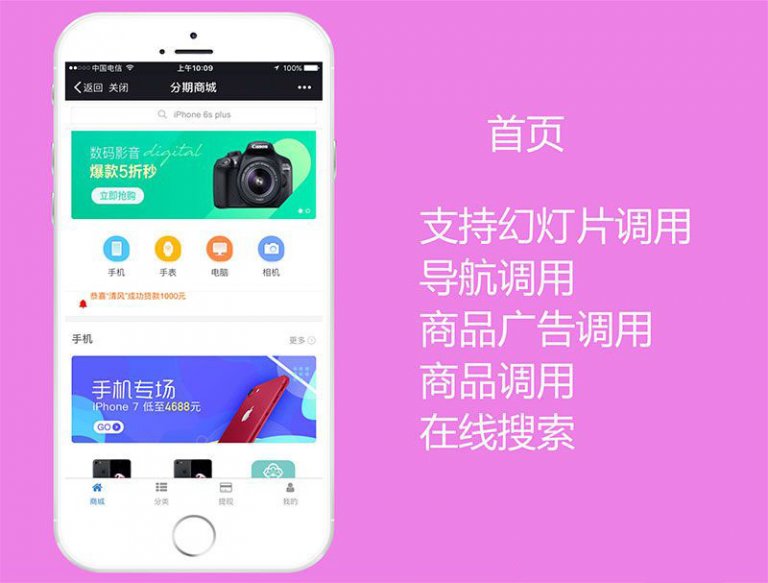 中国电信
上午10:09
100%
返回 关闭
分期商城
iPhone 6s plus
数码影音 digital
爆款5折秒
立即抢购
Canon
手机
手表
电脑
相机
恭喜"清风"成功贷款1000元
手机
更多
手机专场
iPhone 7 低至4688元
GO
商城
分类
提现
我的
首页
支持幻灯片调用
导航调用
商品广告调用
商品调用
在线搜索